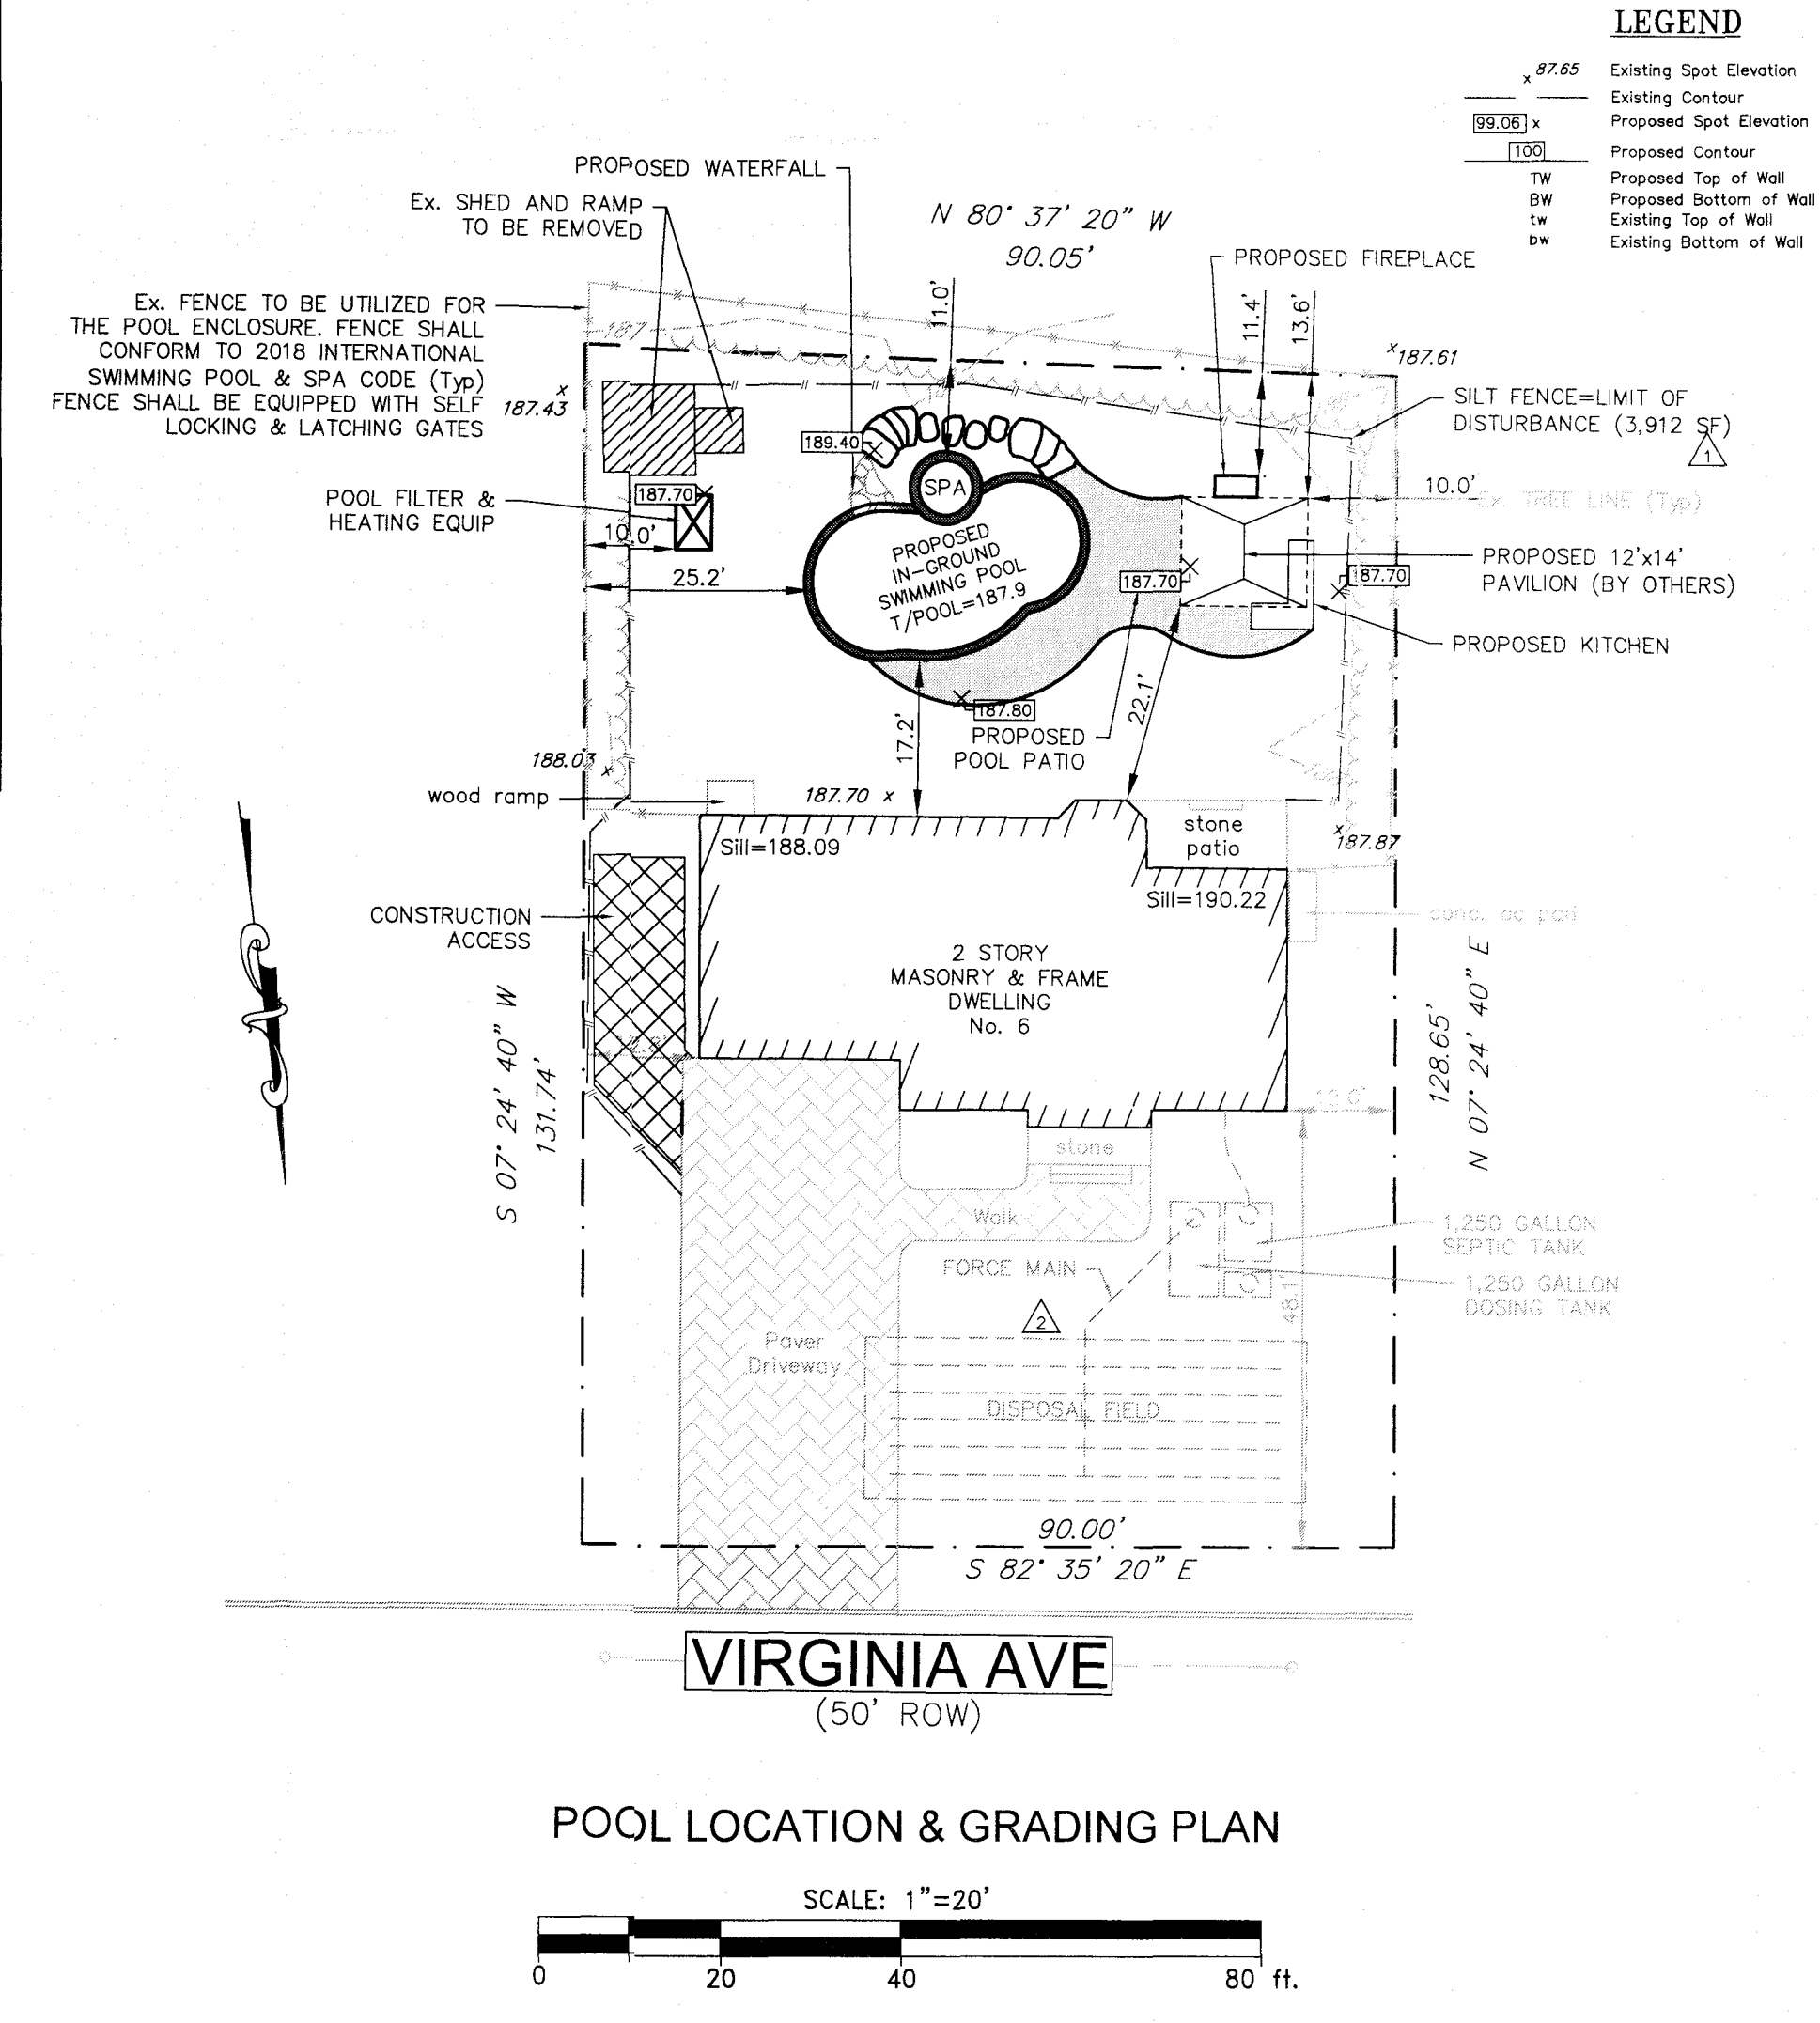 LEGEND
87.65 Existing Spot Elevation
Existing Contour
99.06 x Proposed Spot Elevation
100 Proposed Contour
TW Proposed Top of Wall
BW Proposed Bottom of Wall
tw Existing Top of Wall
bw Existing Bottom of Wall
PROPOSED WATERFALL
Ex. SHED AND RAMP
TO BE REMOVED
N 80° 37' 20" W
90.05'
PROPOSED FIREPLACE
Ex. FENCE TO BE UTILIZED FOR
THE POOL ENCLOSURE. FENCE SHALL
CONFORM TO 2018 INTERNATIONAL
SWIMMING POOL & SPA CODE (Typ)
FENCE SHALL BE EQUIPPED WITH SELF
LOCKING & LATCHING GATES
187
11.0'
11.4'
13.6'
187.61
187.43
SILT FENCE=LIMIT OF
DISTURBANCE (3,912 SF)
1
189.40
SPA
POOL FILTER &
HEATING EQUIP
187.70
10.0'
10.0'
Ex. TREE LINE (Typ)
25.2'
PROPOSED
IN-GROUND
SWIMMING POOL
T/POOL=187.9
187.70
187.70
PROPOSED 12'x14'
PAVILION (BY OTHERS)
PROPOSED KITCHEN
187.80
17.2'
22.1'
PROPOSED
POOL PATIO
188.03
wood ramp
187.70 x
stone
patio
187.87
Sill=188.09
Sill=190.22
CONSTRUCTION
ACCESS
conc. ac pad
2 STORY
MASONRY & FRAME
DWELLING
No. 6
S 07° 24' 40" W
131.74'
128.65'
N 07° 24' 40" E
stone
Walk
1,250 GALLON
SEPTIC TANK
FORCE MAIN
1,250 GALLON
DOSING TANK
48.1'
2
Paver
Driveway
DISPOSAL FIELD
90.00'
S 82° 35' 20" E
VIRGINIA AVE
(50' ROW)
POOL LOCATION & GRADING PLAN
SCALE: 1"=20'
0 20 40 80 ft.